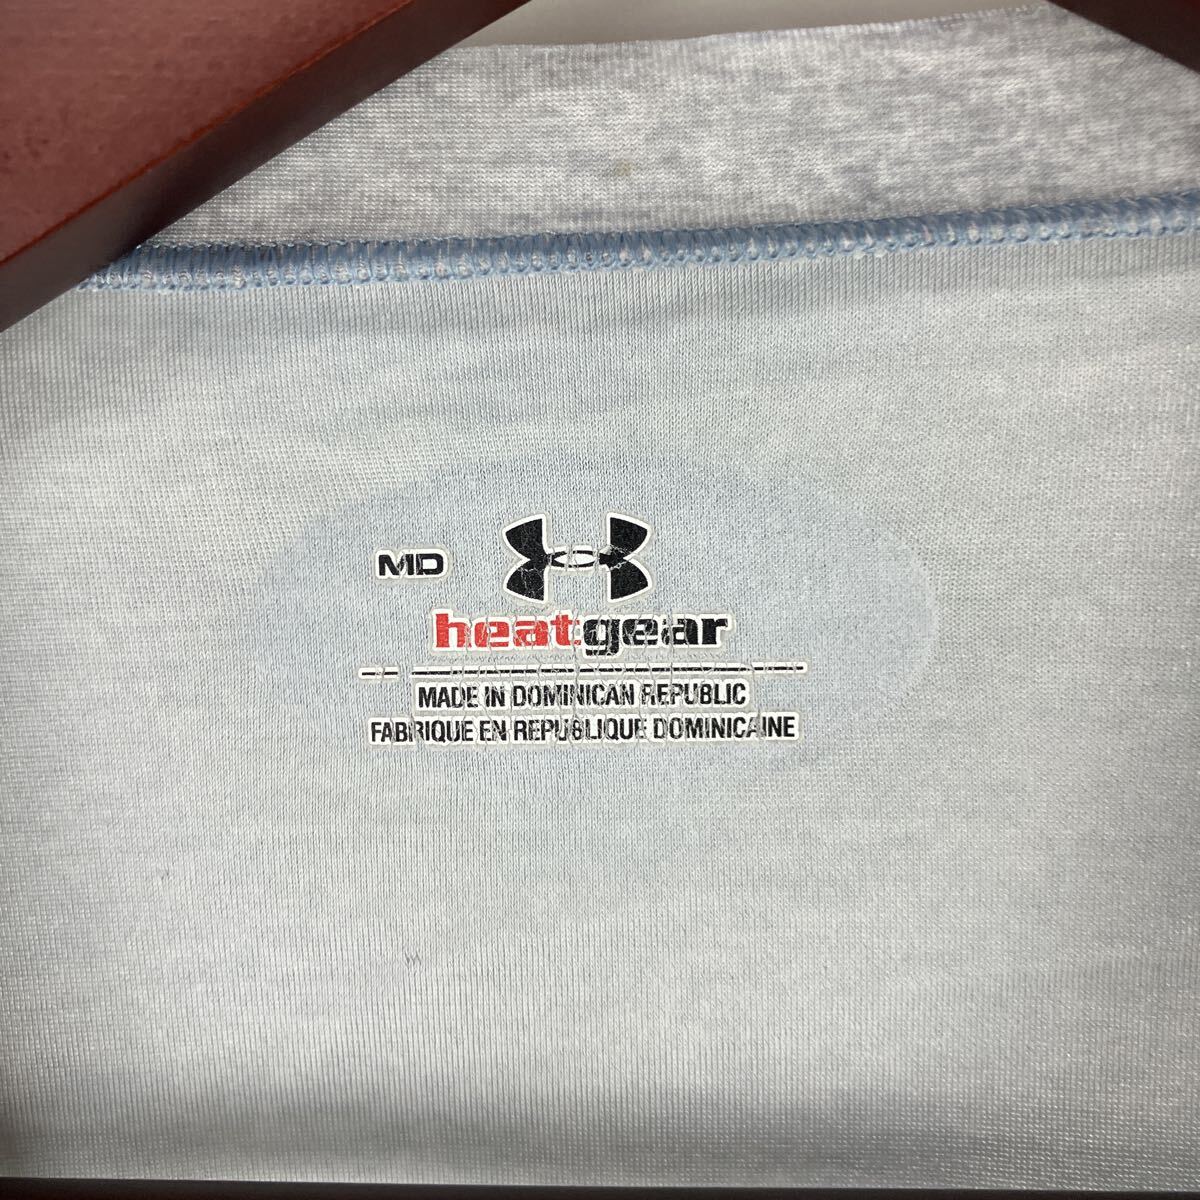 MD
heatgear
MADE IN DOMINICAN REPUBLIC
FABRIQUE EN REPUBLIQUE DOMINICAINE